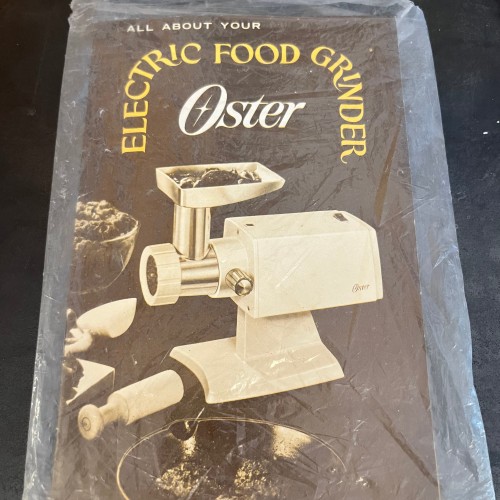 ALL ABOUT YOUR
ELECTRIC FOOD GRINDER
Oster
Oster